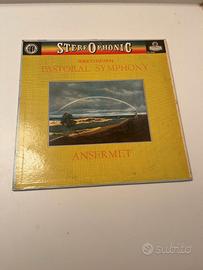 STEREOPHONIC
BEETHOVEN
PASTORAL SYMPHONY
ANSERMET
subito